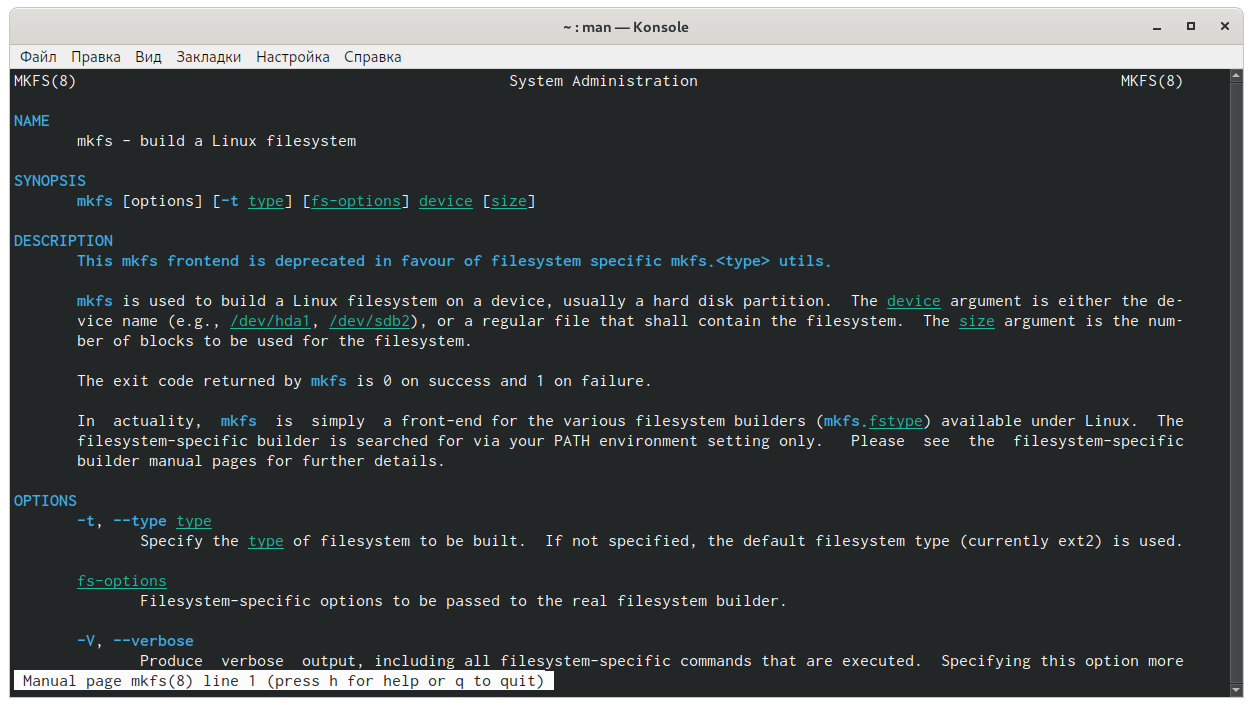 ~ : man — Konsole
Файл Правка Вид Закладки Настройка Справка
MKFS(8) System Administration MKFS(8)
NAME
mkfs - build a Linux filesystem
SYNOPSIS
mkfs [options] [-t type] [fs-options] device [size]
DESCRIPTION
This mkfs frontend is deprecated in favour of filesystem specific mkfs.<type> utils.
mkfs is used to build a Linux filesystem on a device, usually a hard disk partition. The device argument is either the de-
vice name (e.g., /dev/hda1, /dev/sdb2), or a regular file that shall contain the filesystem. The size argument is the num-
ber of blocks to be used for the filesystem.
The exit code returned by mkfs is 0 on success and 1 on failure.
In actuality, mkfs is simply a front-end for the various filesystem builders (mkfs.fstype) available under Linux. The
filesystem-specific builder is searched for via your PATH environment setting only. Please see the filesystem-specific
builder manual pages for further details.
OPTIONS
-t, --type type
Specify the type of filesystem to be built. If not specified, the default filesystem type (currently ext2) is used.
fs-options
Filesystem-specific options to be passed to the real filesystem builder.
-V, --verbose
Produce verbose output, including all filesystem-specific commands that are executed. Specifying this option more
Manual page mkfs(8) line 1 (press h for help or q to quit)